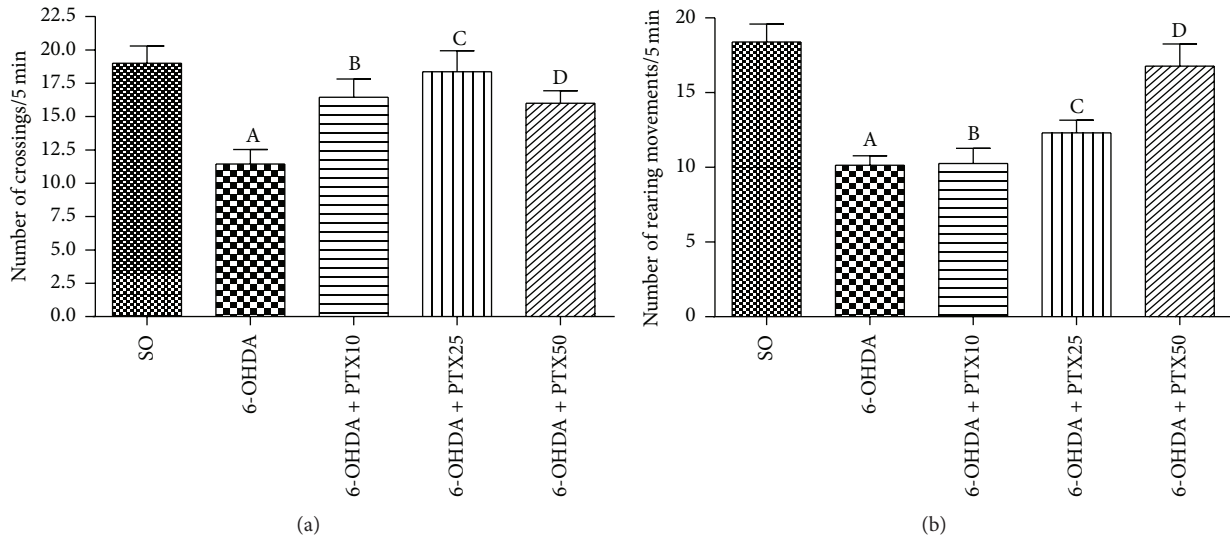 Number of crossings/5 min
22.5
20.0
17.5
15.0
12.5
10.0
7.5
5.0
2.5
0.0
A
B
C
D
SO
6-OHDA
6-OHDA + PTX10
6-OHDA + PTX25
6-OHDA + PTX50
(a)
Number of rearing movements/5 min
20
15
10
5
0
A
B
C
D
SO
6-OHDA
6-OHDA + PTX10
6-OHDA + PTX25
6-OHDA + PTX50
(b)